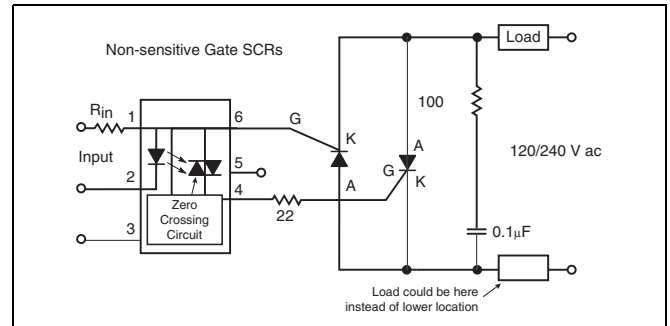 Non-sensitive Gate SCRs
Load
Rin
1
6
G
100
K
A
Input
5
G
K
120/240 V ac
2
4
A
22
Zero
Crossing
Circuit
3
0.1µF
Load could be here
instead of lower location